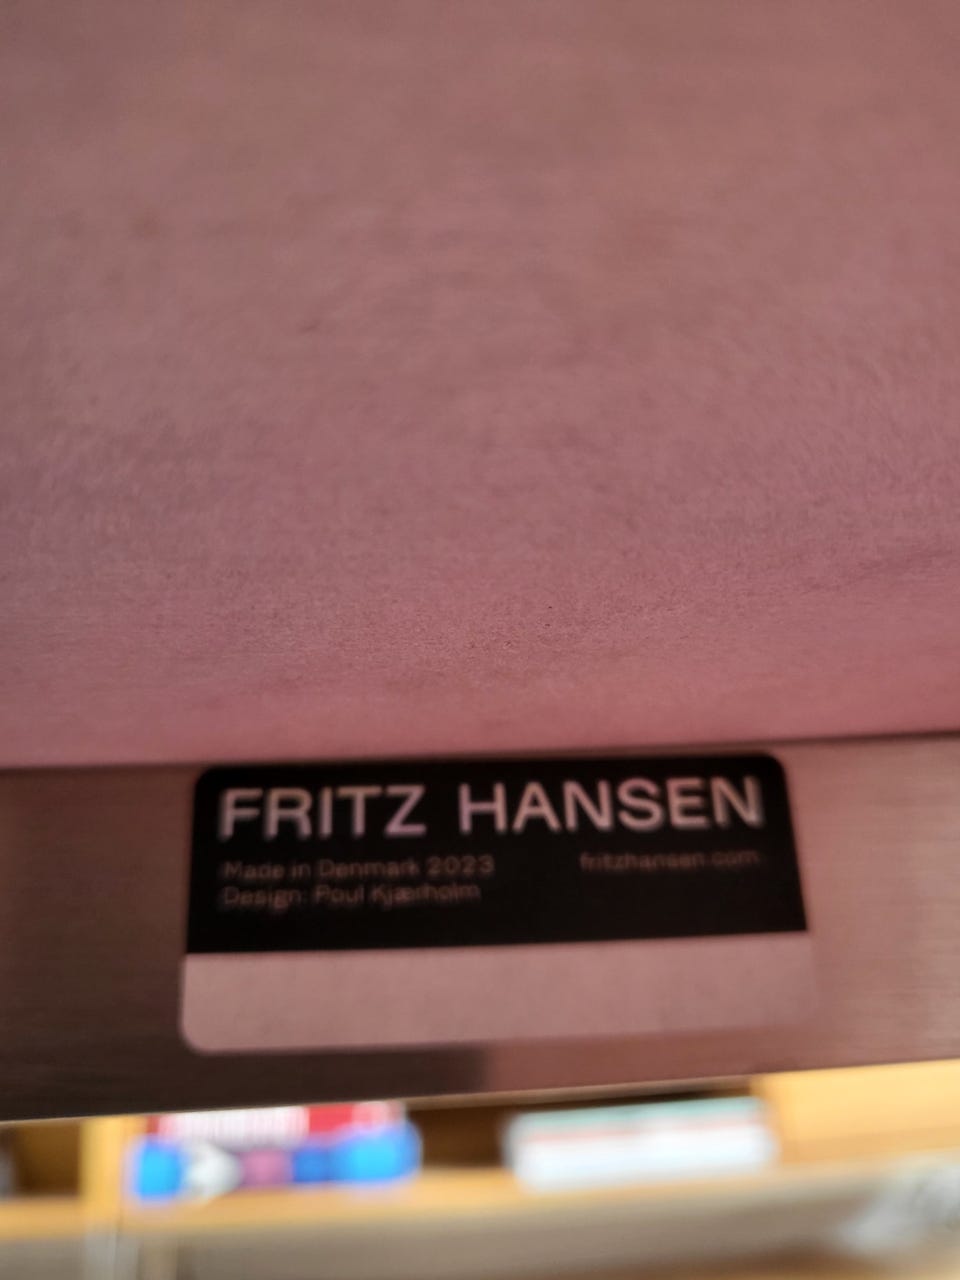 FRITZ HANSEN
Made in Denmark 2023
Design: Poul Kjærholm
fritzhansen.com